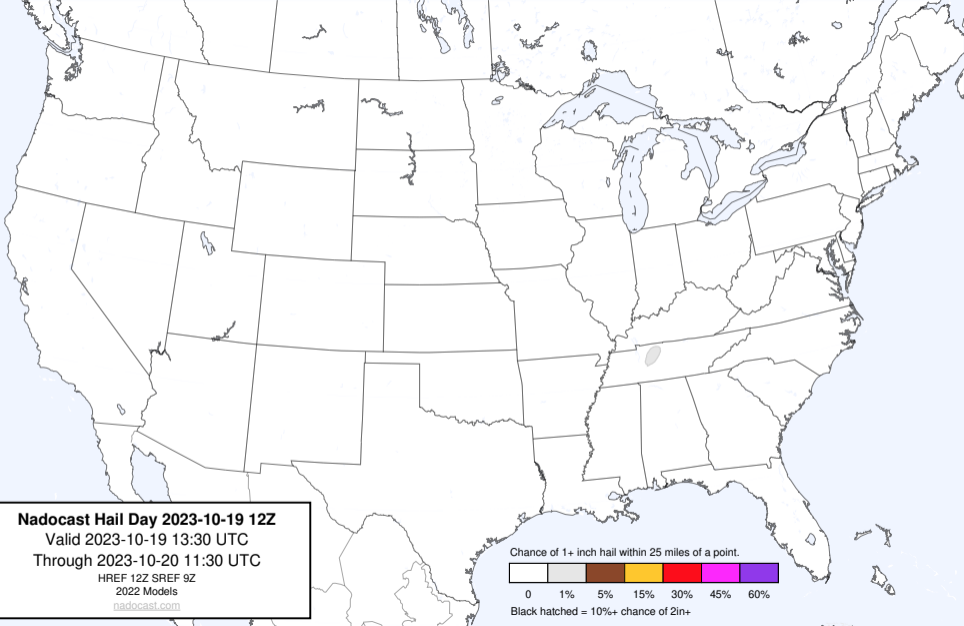 Nadocast Hail Day 2023-10-19 12Z
Valid 2023-10-19 13:30 UTC
Through 2023-10-20 11:30 UTC
HREF 12Z SREF 9Z
2022 Models
nadocast.com
Chance of 1+ inch hail within 25 miles of a point.
0 1% 5% 15% 30% 45% 60%
Black hatched = 10%+ chance of 2in+